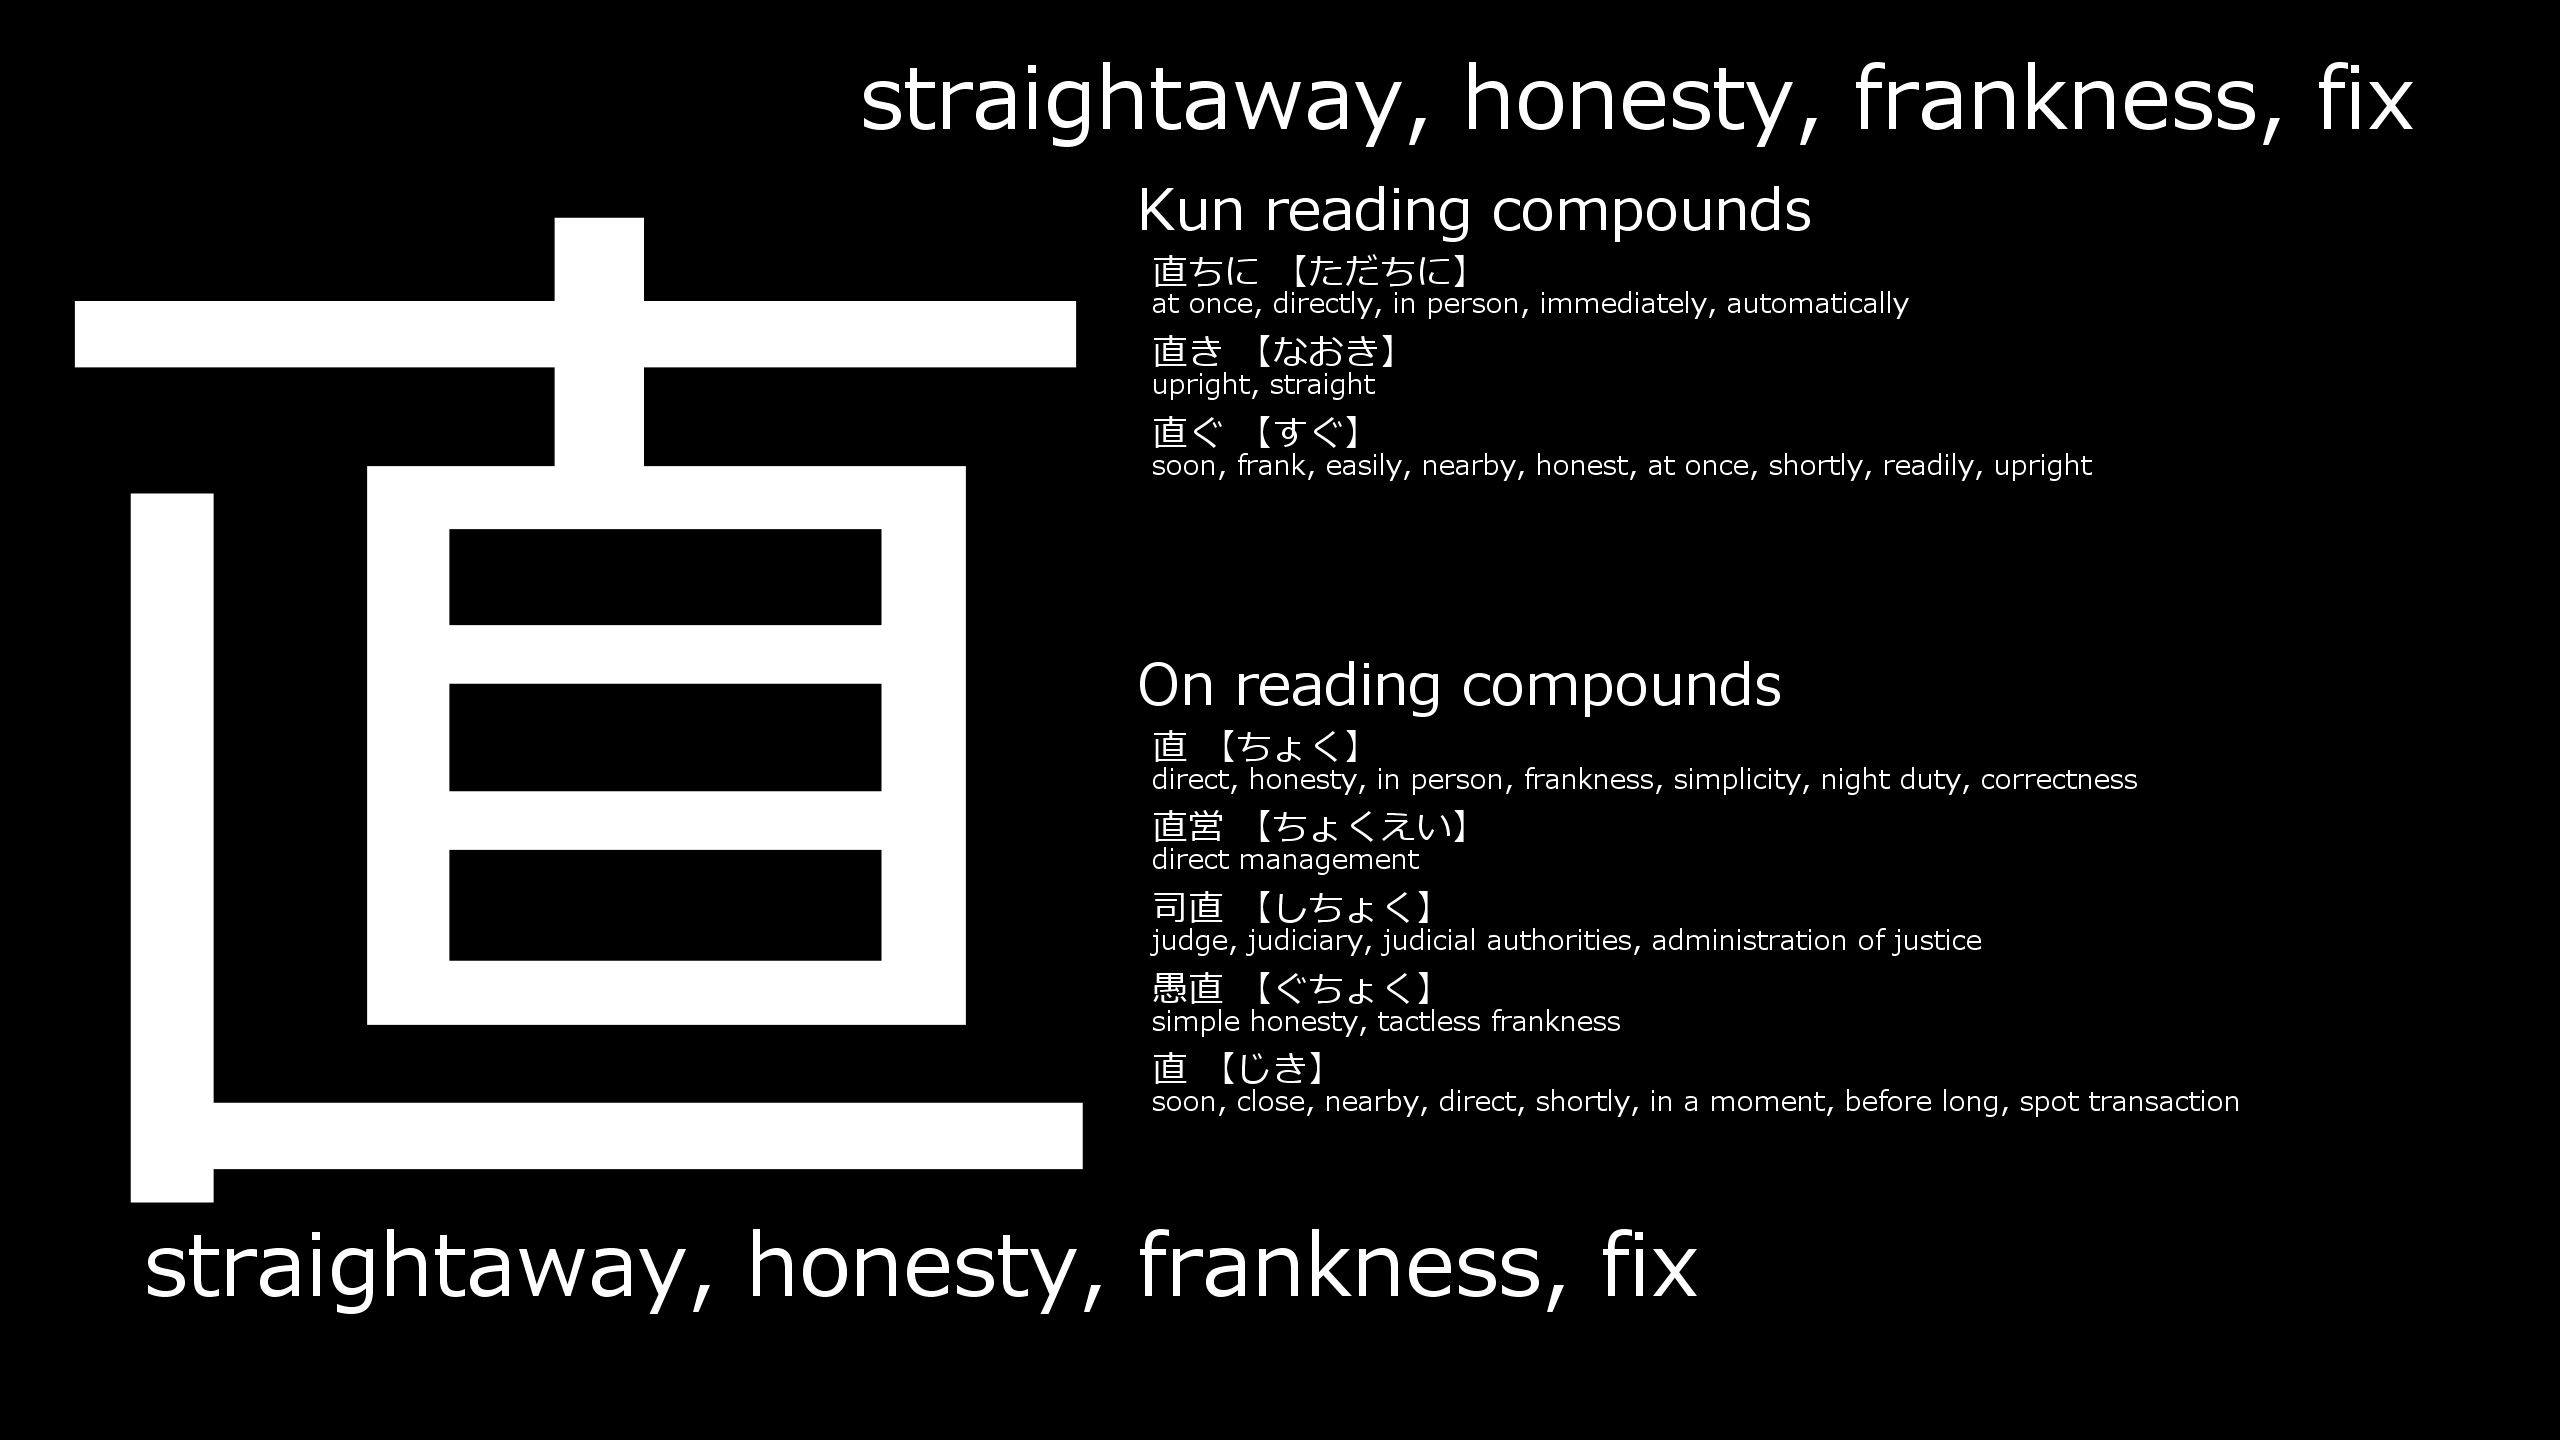 straightaway, honesty, frankness, fix
直
Kun reading compounds
直ちに 【ただちに】
at once, directly, in person, immediately, automatically
直き 【なおき】
upright, straight
直ぐ 【すぐ】
soon, frank, easily, nearby, honest, at once, shortly, readily, upright
On reading compounds
直 【ちょく】
direct, honesty, in person, frankness, simplicity, night duty, correctness
直営 【ちょくえい】
direct management
司直 【しちょく】
judge, judiciary, judicial authorities, administration of justice
愚直 【ぐちょく】
simple honesty, tactless frankness
直 【じき】
soon, close, nearby, direct, shortly, in a moment, before long, spot transaction
straightaway, honesty, frankness, fix